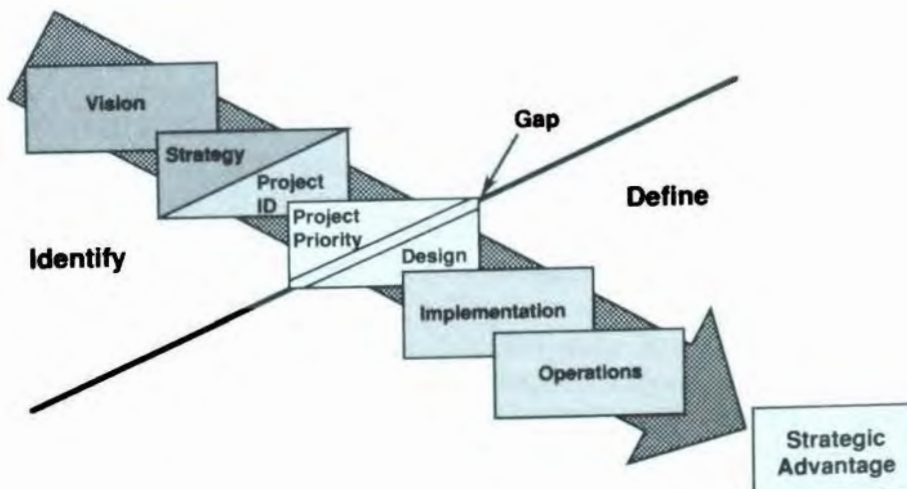 Vision
Strategy
Project
ID
Gap
Project
Priority
Design
Identify
Define
Implementation
Operations
Strategic
Advantage